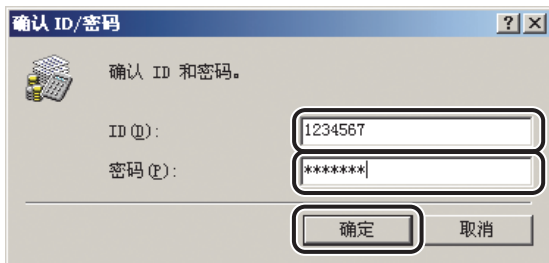 确认 ID/密码
确认 ID 和密码。
ID(D): 1234567
密码(P): *******
确定 取消